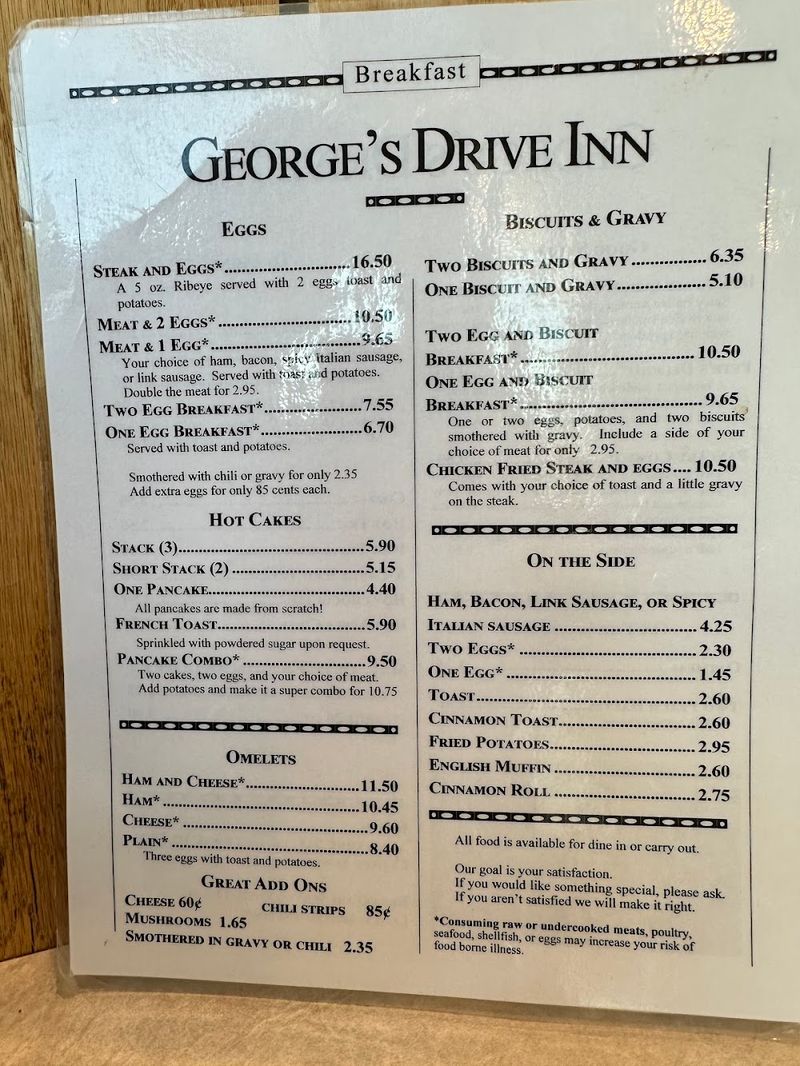 Breakfast
GEORGE'S DRIVE INN
EGGS
STEAK AND EGGS*....................16.50
A 5 oz. Ribeye served with 2 eggs toast and
potatoes.
MEAT & 2 EGGS*....................10.50
MEAT & 1 EGG*....................9.65
Your choice of ham, bacon, spicy italian sausage,
or link sausage. Served with toast and potatoes.
Double the meat for 2.95.
TWO EGG BREAKFAST*....................7.55
ONE EGG BREAKFAST*....................6.70
Served with toast and potatoes.
Smothered with chili or gravy for only 2.35
Add extra eggs for only 85 cents each.
HOT CAKES
STACK (3)....................5.90
SHORT STACK (2)....................5.15
ONE PANCAKE....................4.40
All pancakes are made from scratch!
FRENCH TOAST....................5.90
Sprinkled with powdered sugar upon request.
PANCAKE COMBO*....................9.50
Two cakes, two eggs, and your choice of meat.
Add potatoes and make it a super combo for 10.75
OMELETS
HAM AND CHEESE*....................11.50
HAM*....................10.45
CHEESE*....................9.60
PLAIN*....................8.40
Three eggs with toast and potatoes.
GREAT ADD ONS
CHEESE 60¢ CHILI STRIPS 85¢
MUSHROOMS 1.65
SMOTHERED IN GRAVY OR CHILI 2.35
BISCUITS & GRAVY
TWO BISCUITS AND GRAVY....................6.35
ONE BISCUIT AND GRAVY....................5.10
TWO EGG AND BISCUIT
BREAKFAST*....................10.50
ONE EGG AND BISCUIT
BREAKFAST*....................9.65
One or two eggs, potatoes, and two biscuits
smothered with gravy. Include a side of your
choice of meat for only 2.95.
CHICKEN FRIED STEAK AND EGGS....10.50
Comes with your choice of toast and a little gravy
on the steak.
ON THE SIDE
HAM, BACON, LINK SAUSAGE, OR SPICY
ITALIAN SAUSAGE....................4.25
TWO EGGS*....................2.30
ONE EGG*....................1.45
TOAST....................2.60
CINNAMON TOAST....................2.60
FRIED POTATOES....................2.95
ENGLISH MUFFIN....................2.60
CINNAMON ROLL....................2.75
All food is available for dine in or carry out.
Our goal is your satisfaction.
If you would like something special, please ask.
If you aren't satisfied we will make it right.
*Consuming raw or undercooked meats, poultry,
seafood, shellfish, or eggs may increase your risk of
food borne illness.